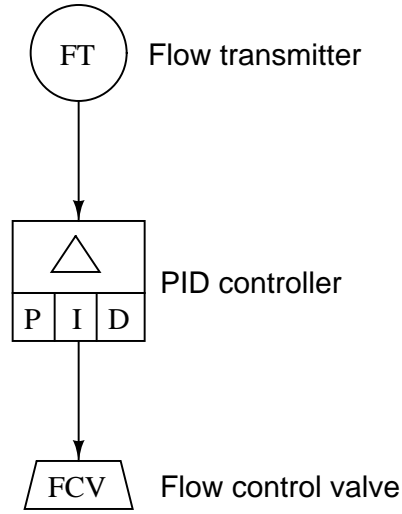 FT Flow transmitter
PID controller
P I D
FCV Flow control valve